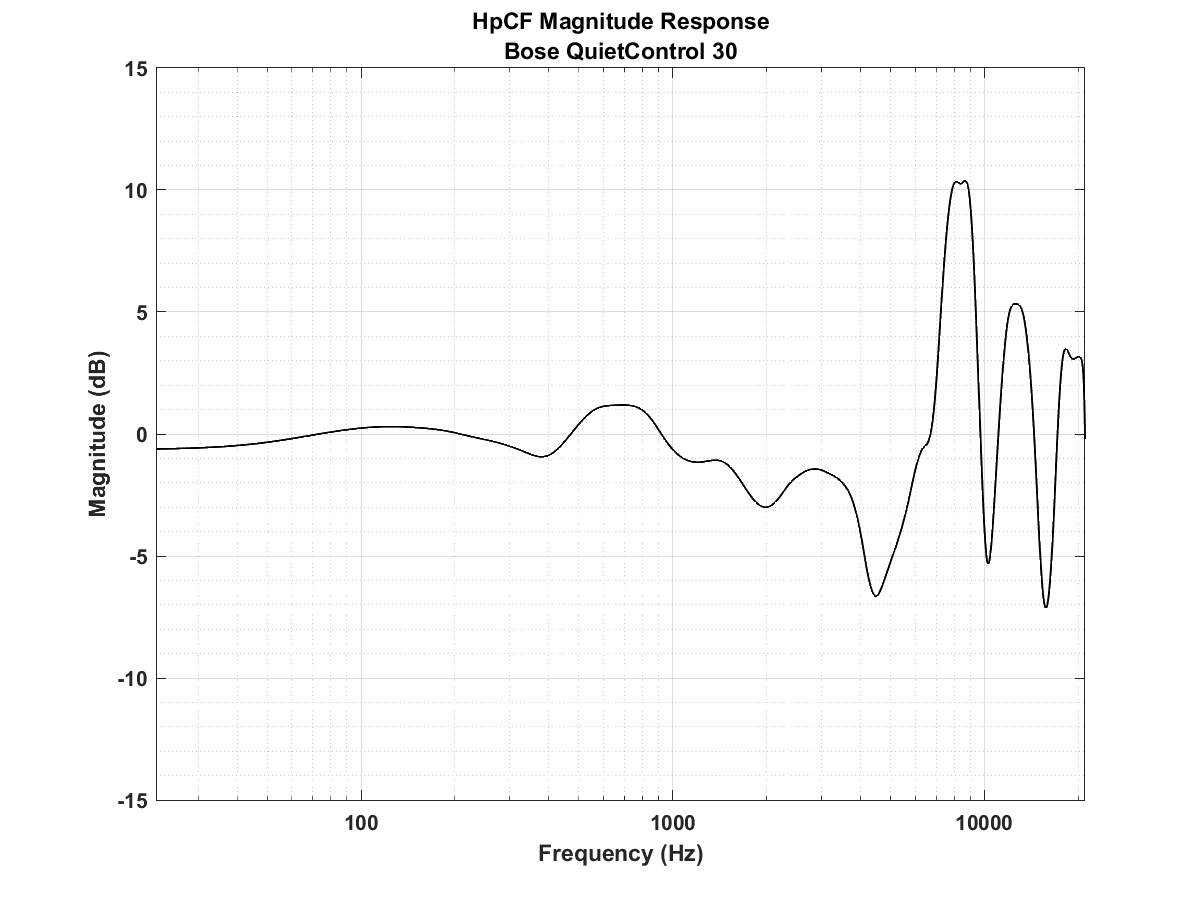 HpCF Magnitude Response
Bose QuietControl 30
15
10
5
0
-5
-10
-15
Magnitude (dB)
100
1000
10000
Frequency (Hz)